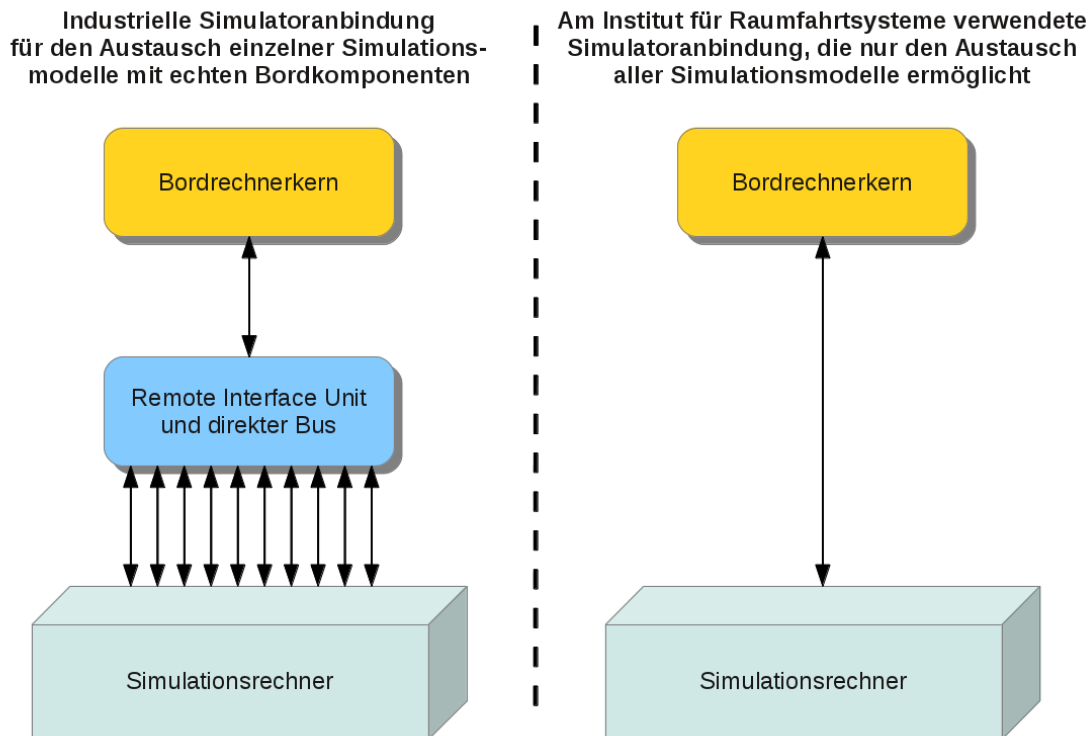 Industrielle Simulatoranbindung
für den Austausch einzelner Simulations-
modelle mit echten Bordkomponenten
Bordrechnerkern
Remote Interface Unit
und direkter Bus
Simulationsrechner
Am Institut für Raumfahrtsysteme verwendete
Simulatoranbindung, die nur den Austausch
aller Simulationsmodelle ermöglicht
Bordrechnerkern
Simulationsrechner